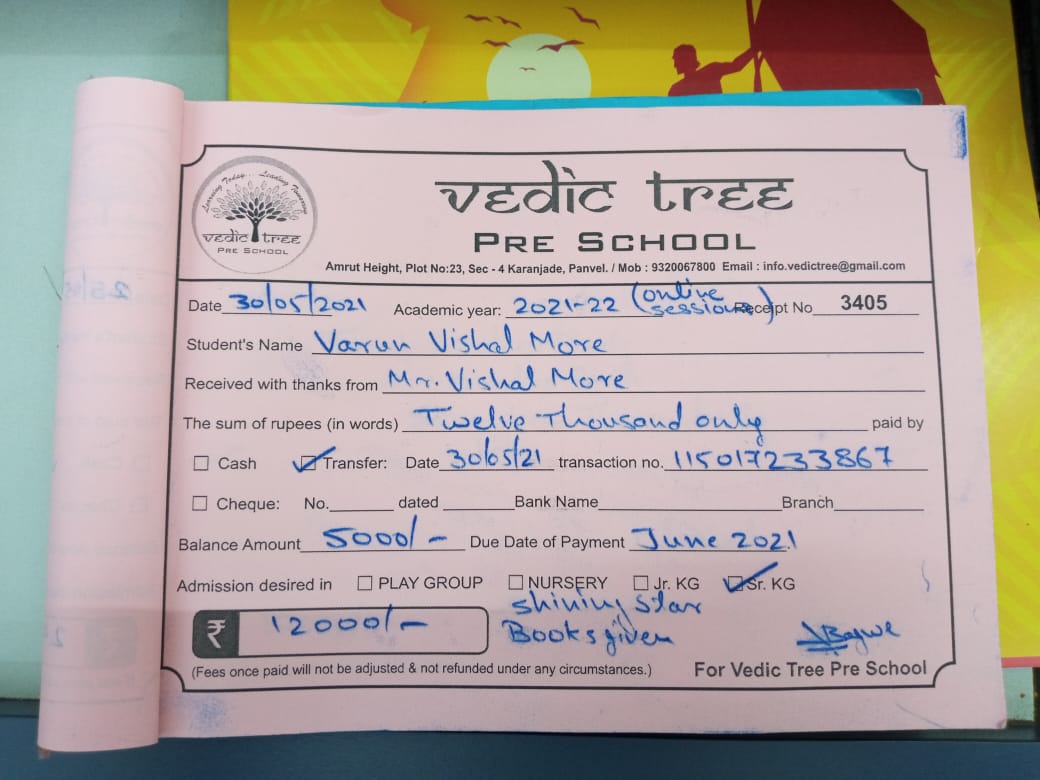 Learning Today... Leading Tomorrow
vedic tree
PRE SCHOOL
vedic tree
PRE SCHOOL
Amrut Height, Plot No:23, Sec - 4 Karanjade, Panvel. / Mob : 9320067800 Email : info.vedictree@gmail.com
Date 30/05/2021 Academic year: 2021-22 (online sessions) Receipt No 3405
Student's Name Varun Vishal More
Received with thanks from Mr. Vishal More
The sum of rupees (in words) Twelve Thousand only paid by
☐ Cash ☑ Transfer: Date 30/05/21 transaction no. 115017233867
☐ Cheque: No. dated Bank Name Branch
Balance Amount 5000/- Due Date of Payment June 2021
Admission desired in ☐ PLAY GROUP ☐ NURSERY ☐ Jr. KG ☑ Sr. KG
₹ 12000/- Shining Star
Books given
(Fees once paid will not be adjusted & not refunded under any circumstances.) For Vedic Tree Pre School